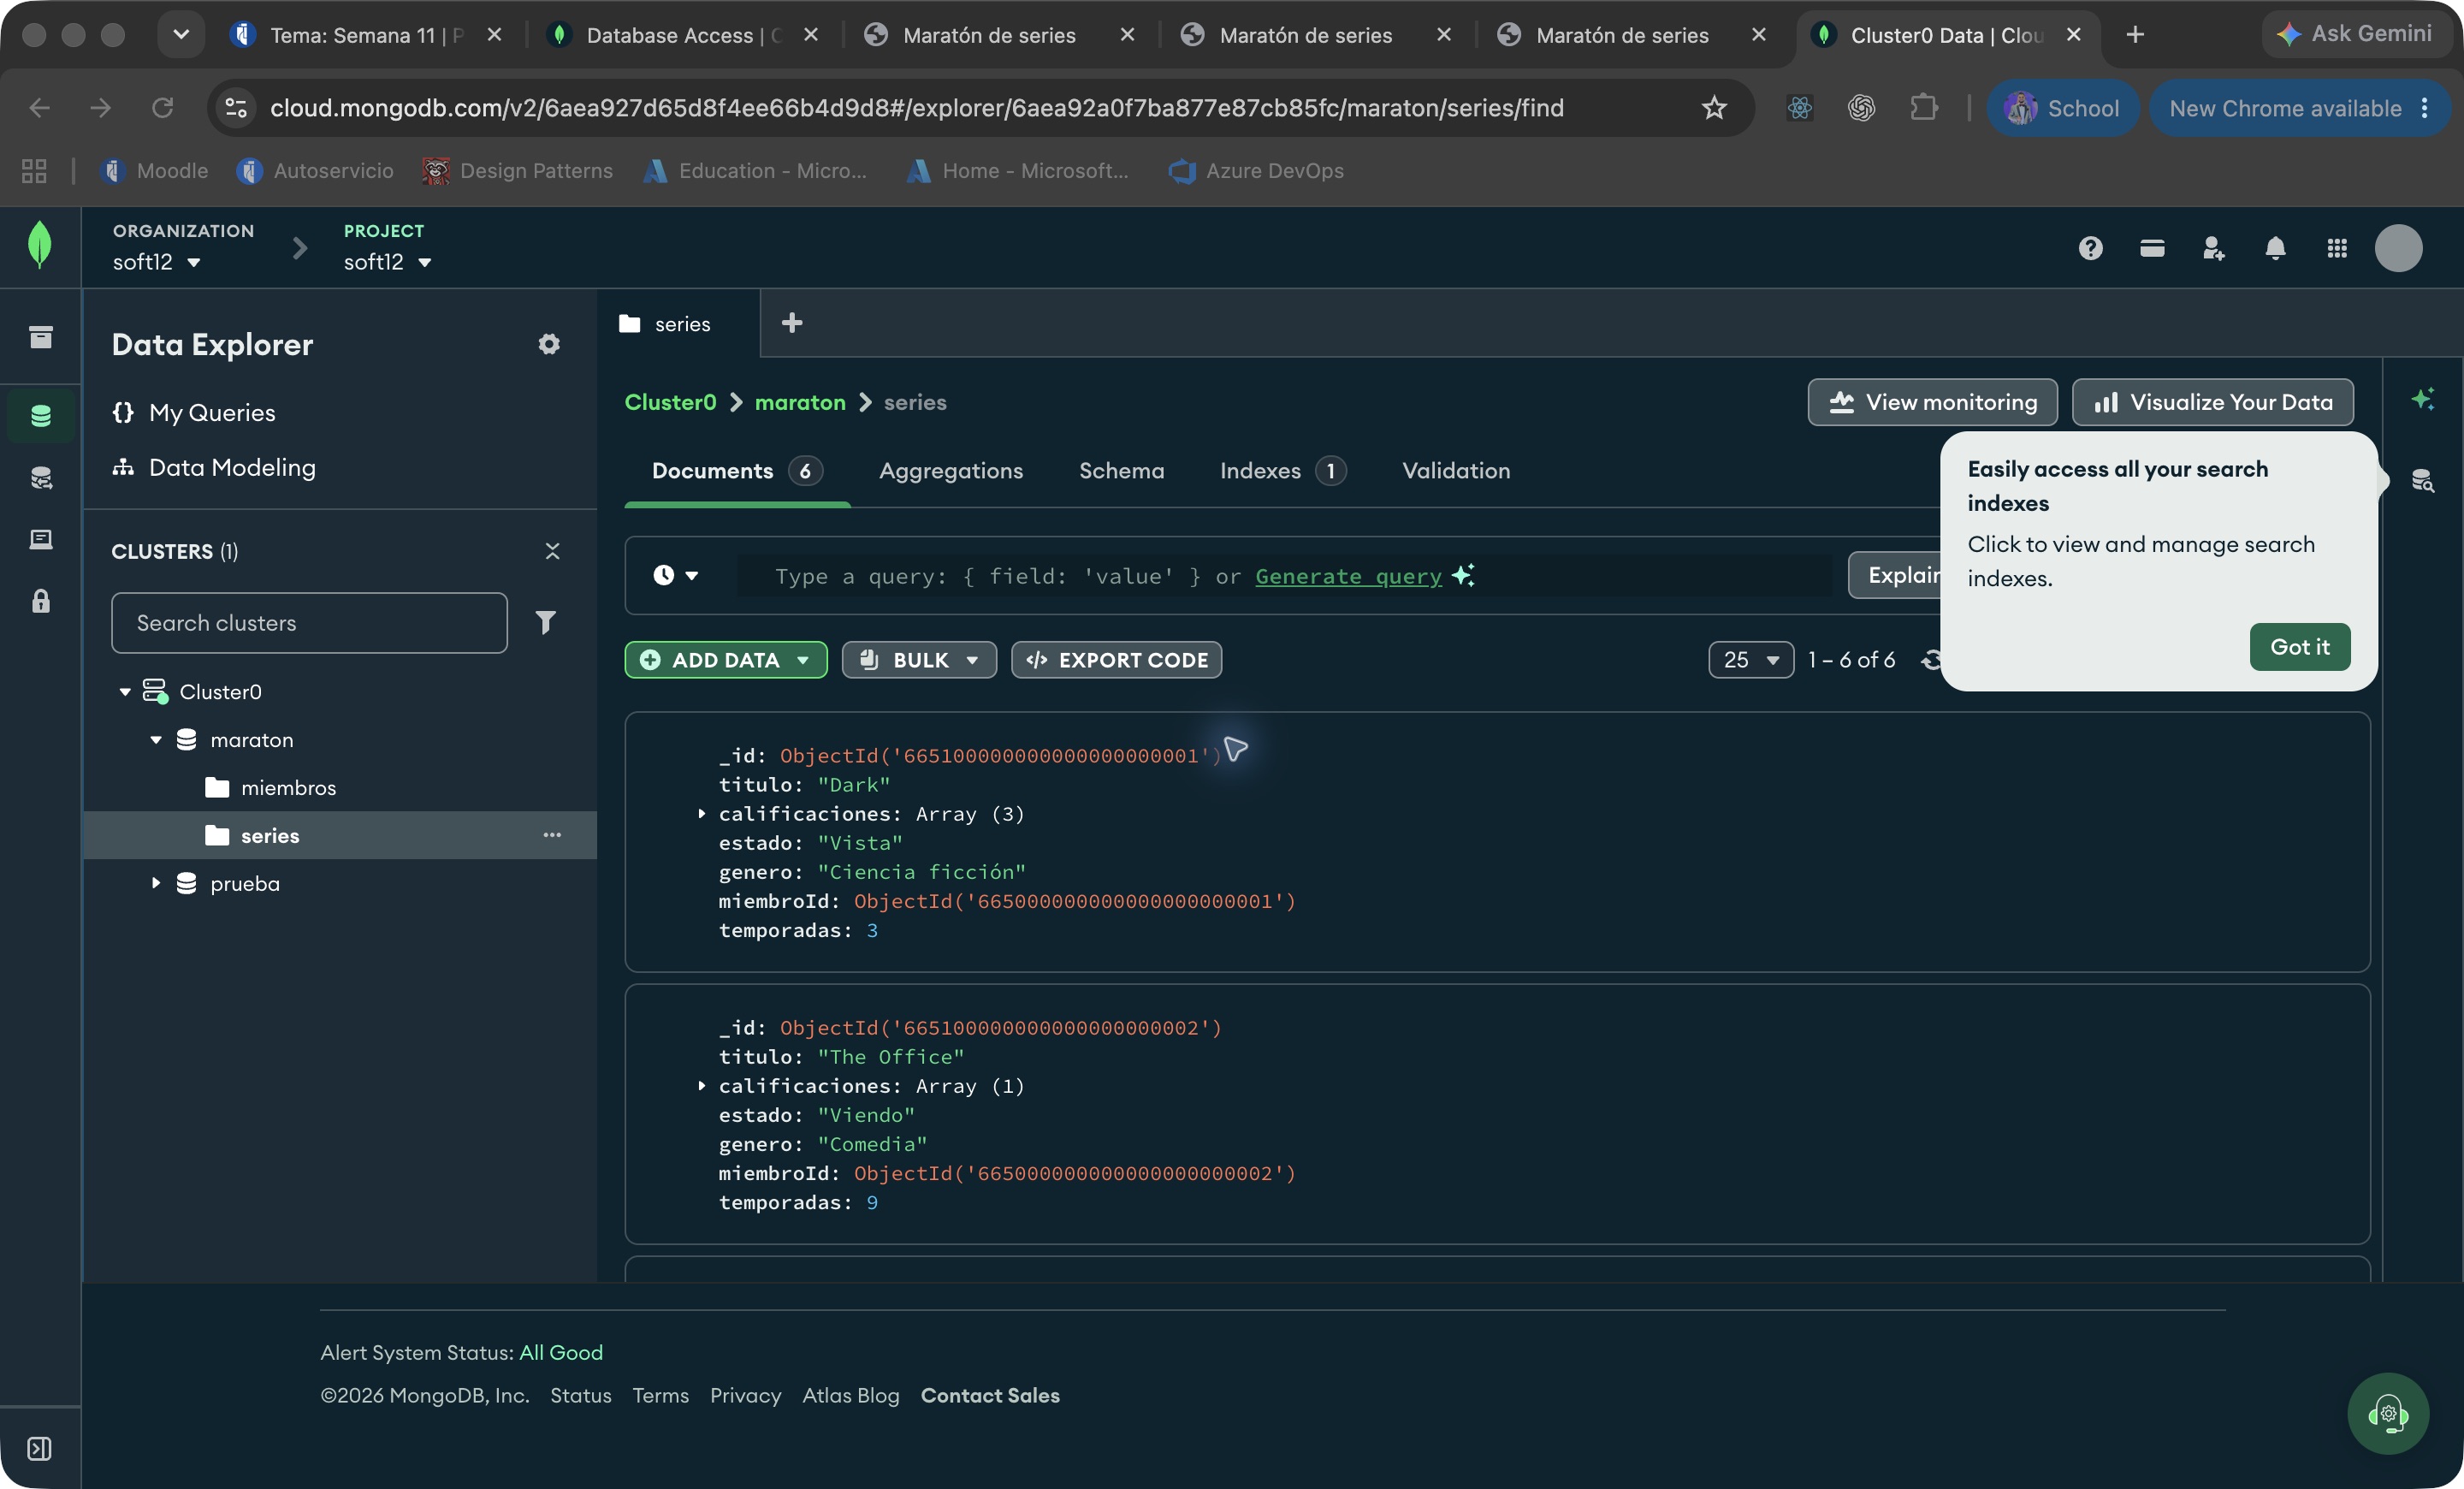 Tema: Semana 11 | P
Database Access | C
Maratón de series
Maratón de series
Maratón de series
Cluster0 Data | Clou
Ask Gemini
cloud.mongodb.com/v2/6aea927d65d8f4ee66b4d9d8#/explorer/6aea92a0f7ba877e87cb85fc/maraton/series/find
School
New Chrome available
Moodle
Autoservicio
Design Patterns
Education - Micro...
Home - Microsoft...
Azure DevOps
ORGANIZATION
soft12
PROJECT
soft12
Data Explorer
My Queries
Data Modeling
CLUSTERS (1)
Search clusters
Cluster0
maraton
miembros
series
prueba
series
Cluster0 > maraton > series
View monitoring
Visualize Your Data
Documents 6
Aggregations
Schema
Indexes 1
Validation
Easily access all your search
indexes
Click to view and manage search
indexes.
Got it
Type a query: { field: 'value' } or Generate query
Explain
ADD DATA
BULK
EXPORT CODE
25
1 – 6 of 6
_id: ObjectId('665100000000000000000001')
titulo: "Dark"
calificaciones: Array (3)
estado: "Vista"
genero: "Ciencia ficción"
miembroId: ObjectId('665000000000000000000001')
temporadas: 3
_id: ObjectId('665100000000000000000002')
titulo: "The Office"
calificaciones: Array (1)
estado: "Viendo"
genero: "Comedia"
miembroId: ObjectId('665000000000000000000002')
temporadas: 9
Alert System Status: All Good
©2026 MongoDB, Inc. Status Terms Privacy Atlas Blog Contact Sales